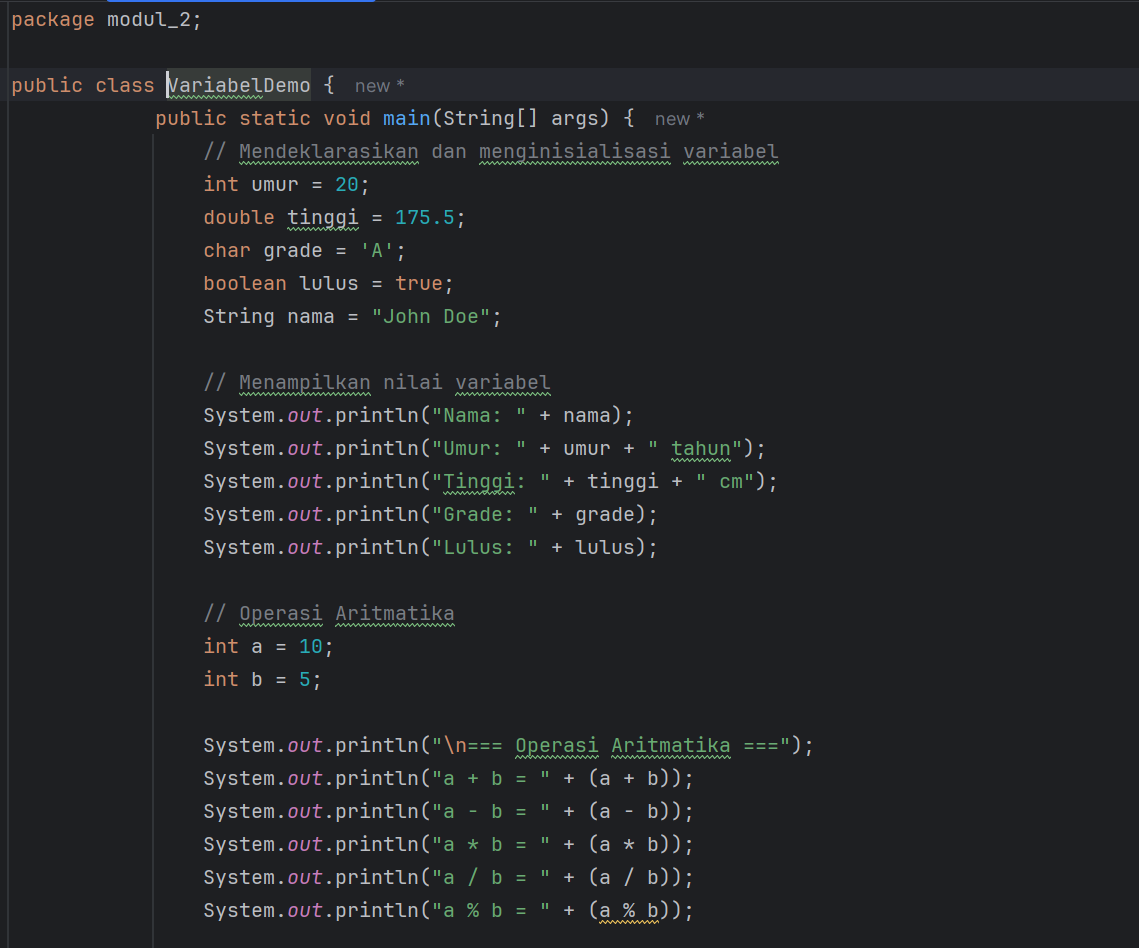 package modul_2;
public class VariabelDemo {  new *
public static void main(String[] args) {  new *
// Mendeklarasikan dan menginisialisasi variabel
int umur = 20;
double tinggi = 175.5;
char grade = 'A';
boolean lulus = true;
String nama = "John Doe";
// Menampilkan nilai variabel
System.out.println("Nama: " + nama);
System.out.println("Umur: " + umur + " tahun");
System.out.println("Tinggi: " + tinggi + " cm");
System.out.println("Grade: " + grade);
System.out.println("Lulus: " + lulus);
// Operasi Aritmatika
int a = 10;
int b = 5;
System.out.println("\n=== Operasi Aritmatika ===");
System.out.println("a + b = " + (a + b));
System.out.println("a - b = " + (a - b));
System.out.println("a * b = " + (a * b));
System.out.println("a / b = " + (a / b));
System.out.println("a % b = " + (a % b));